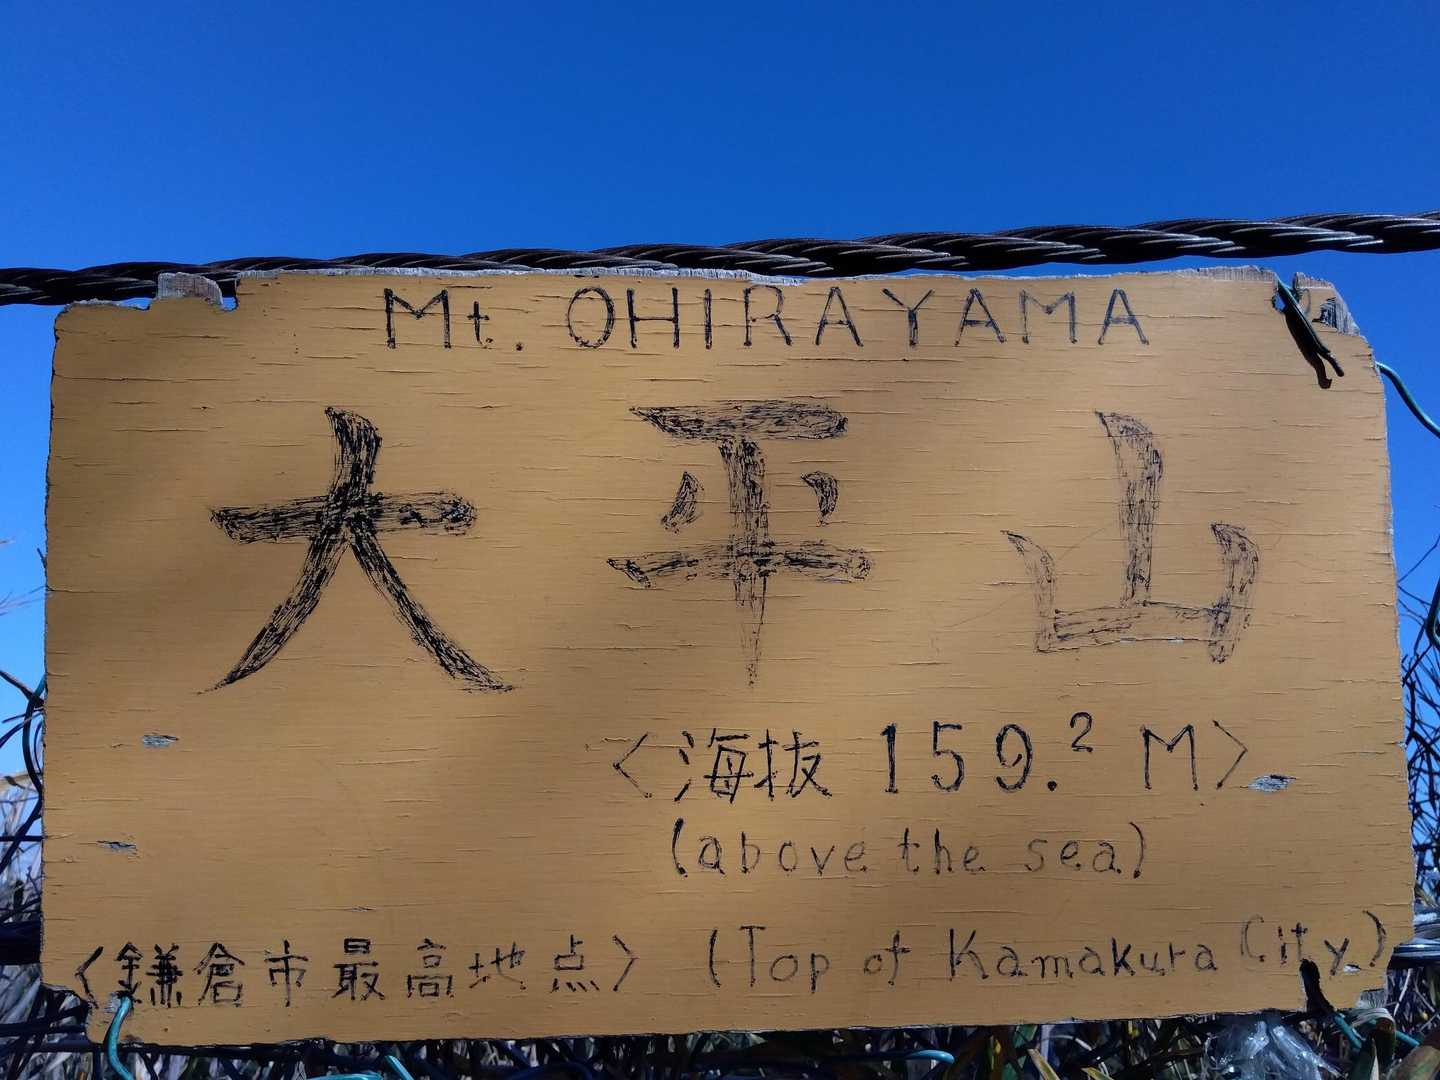 Mt. OHIRAYAMA
大平山
〈海抜 159.² M〉
(above the sea)
〈鎌倉市最高地点〉 (Top of Kamakura City)